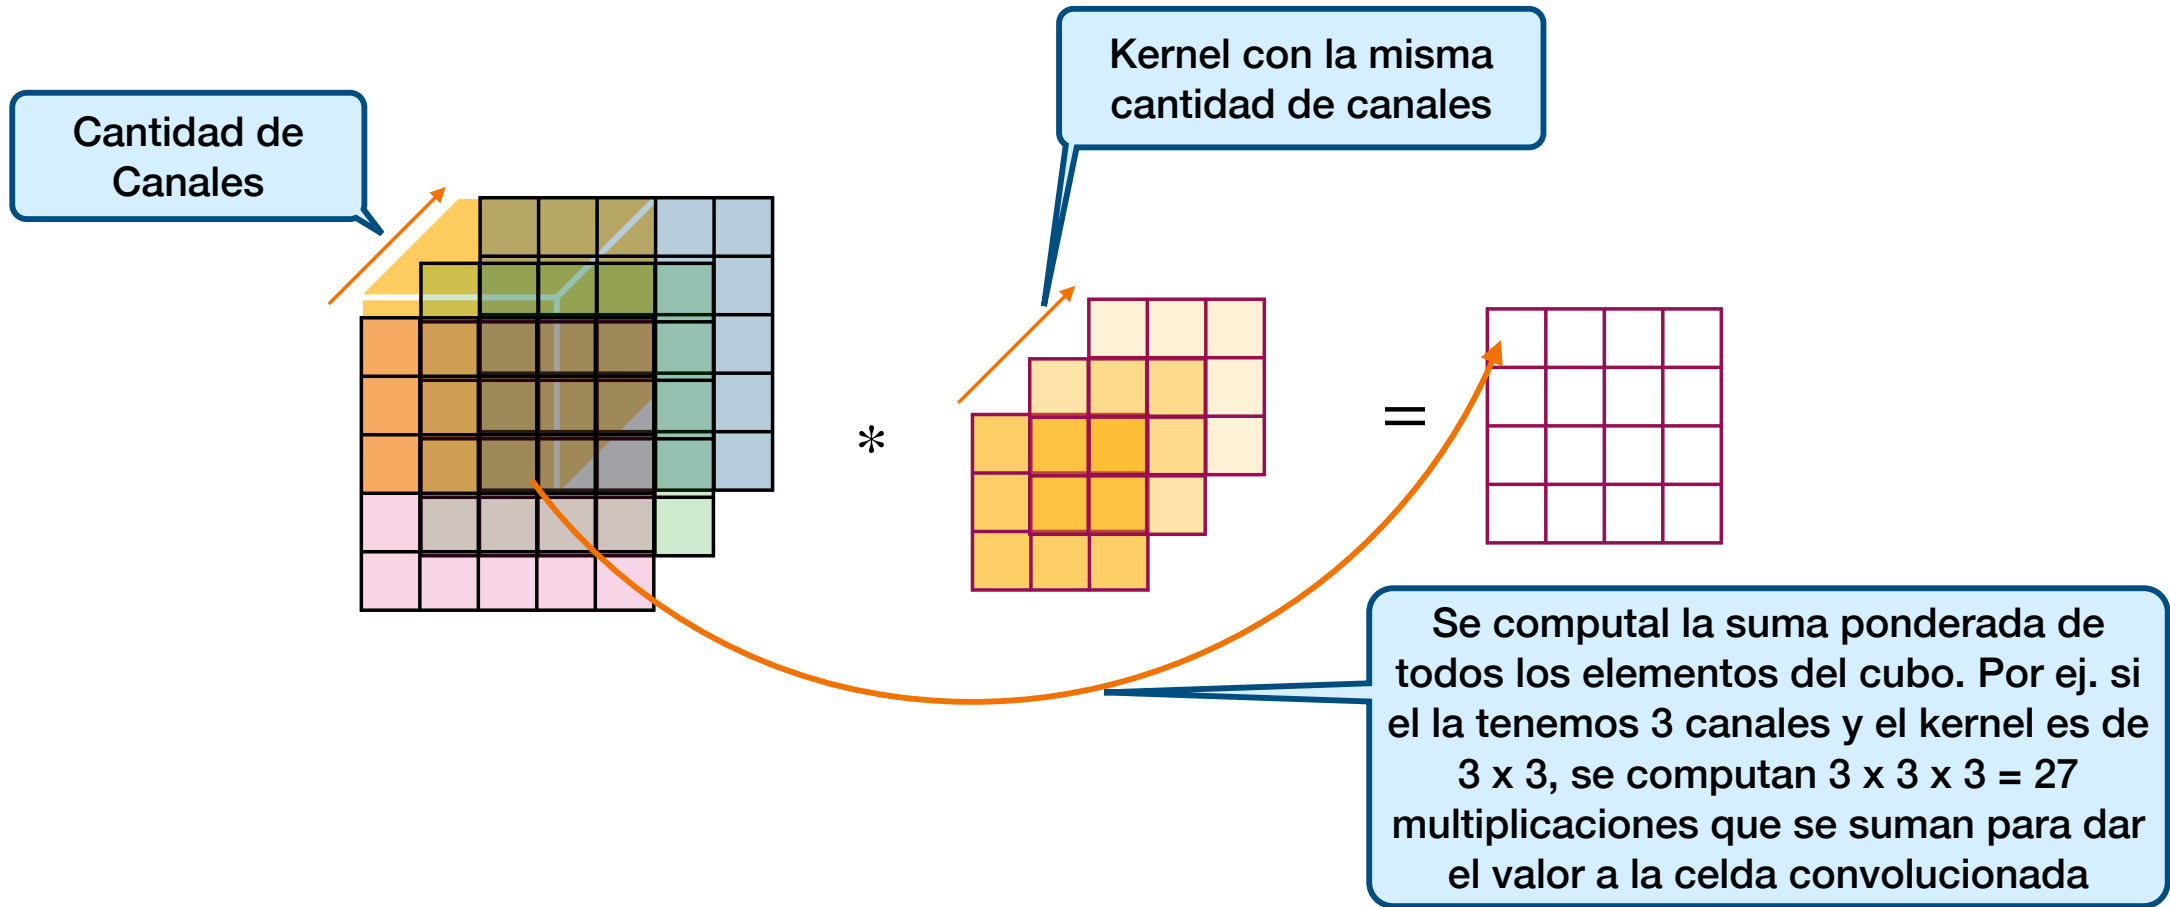 Kernel con la misma
cantidad de canales
Cantidad de
Canales
*
=
Se computal la suma ponderada de
todos los elementos del cubo. Por ej. si
el la tenemos 3 canales y el kernel es de
3 x 3, se computan 3 x 3 x 3 = 27
multiplicaciones que se suman para dar
el valor a la celda convolucionada